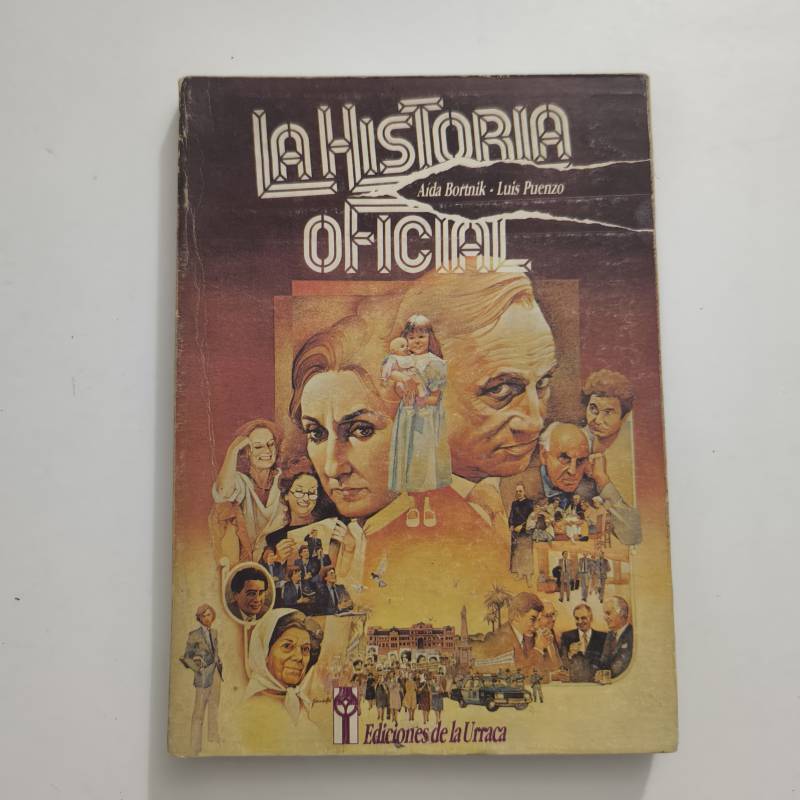 LA HISTORIA
Aída Bortnik - Luis Puenzo
OFICIAL
Ediciones de la Urraca